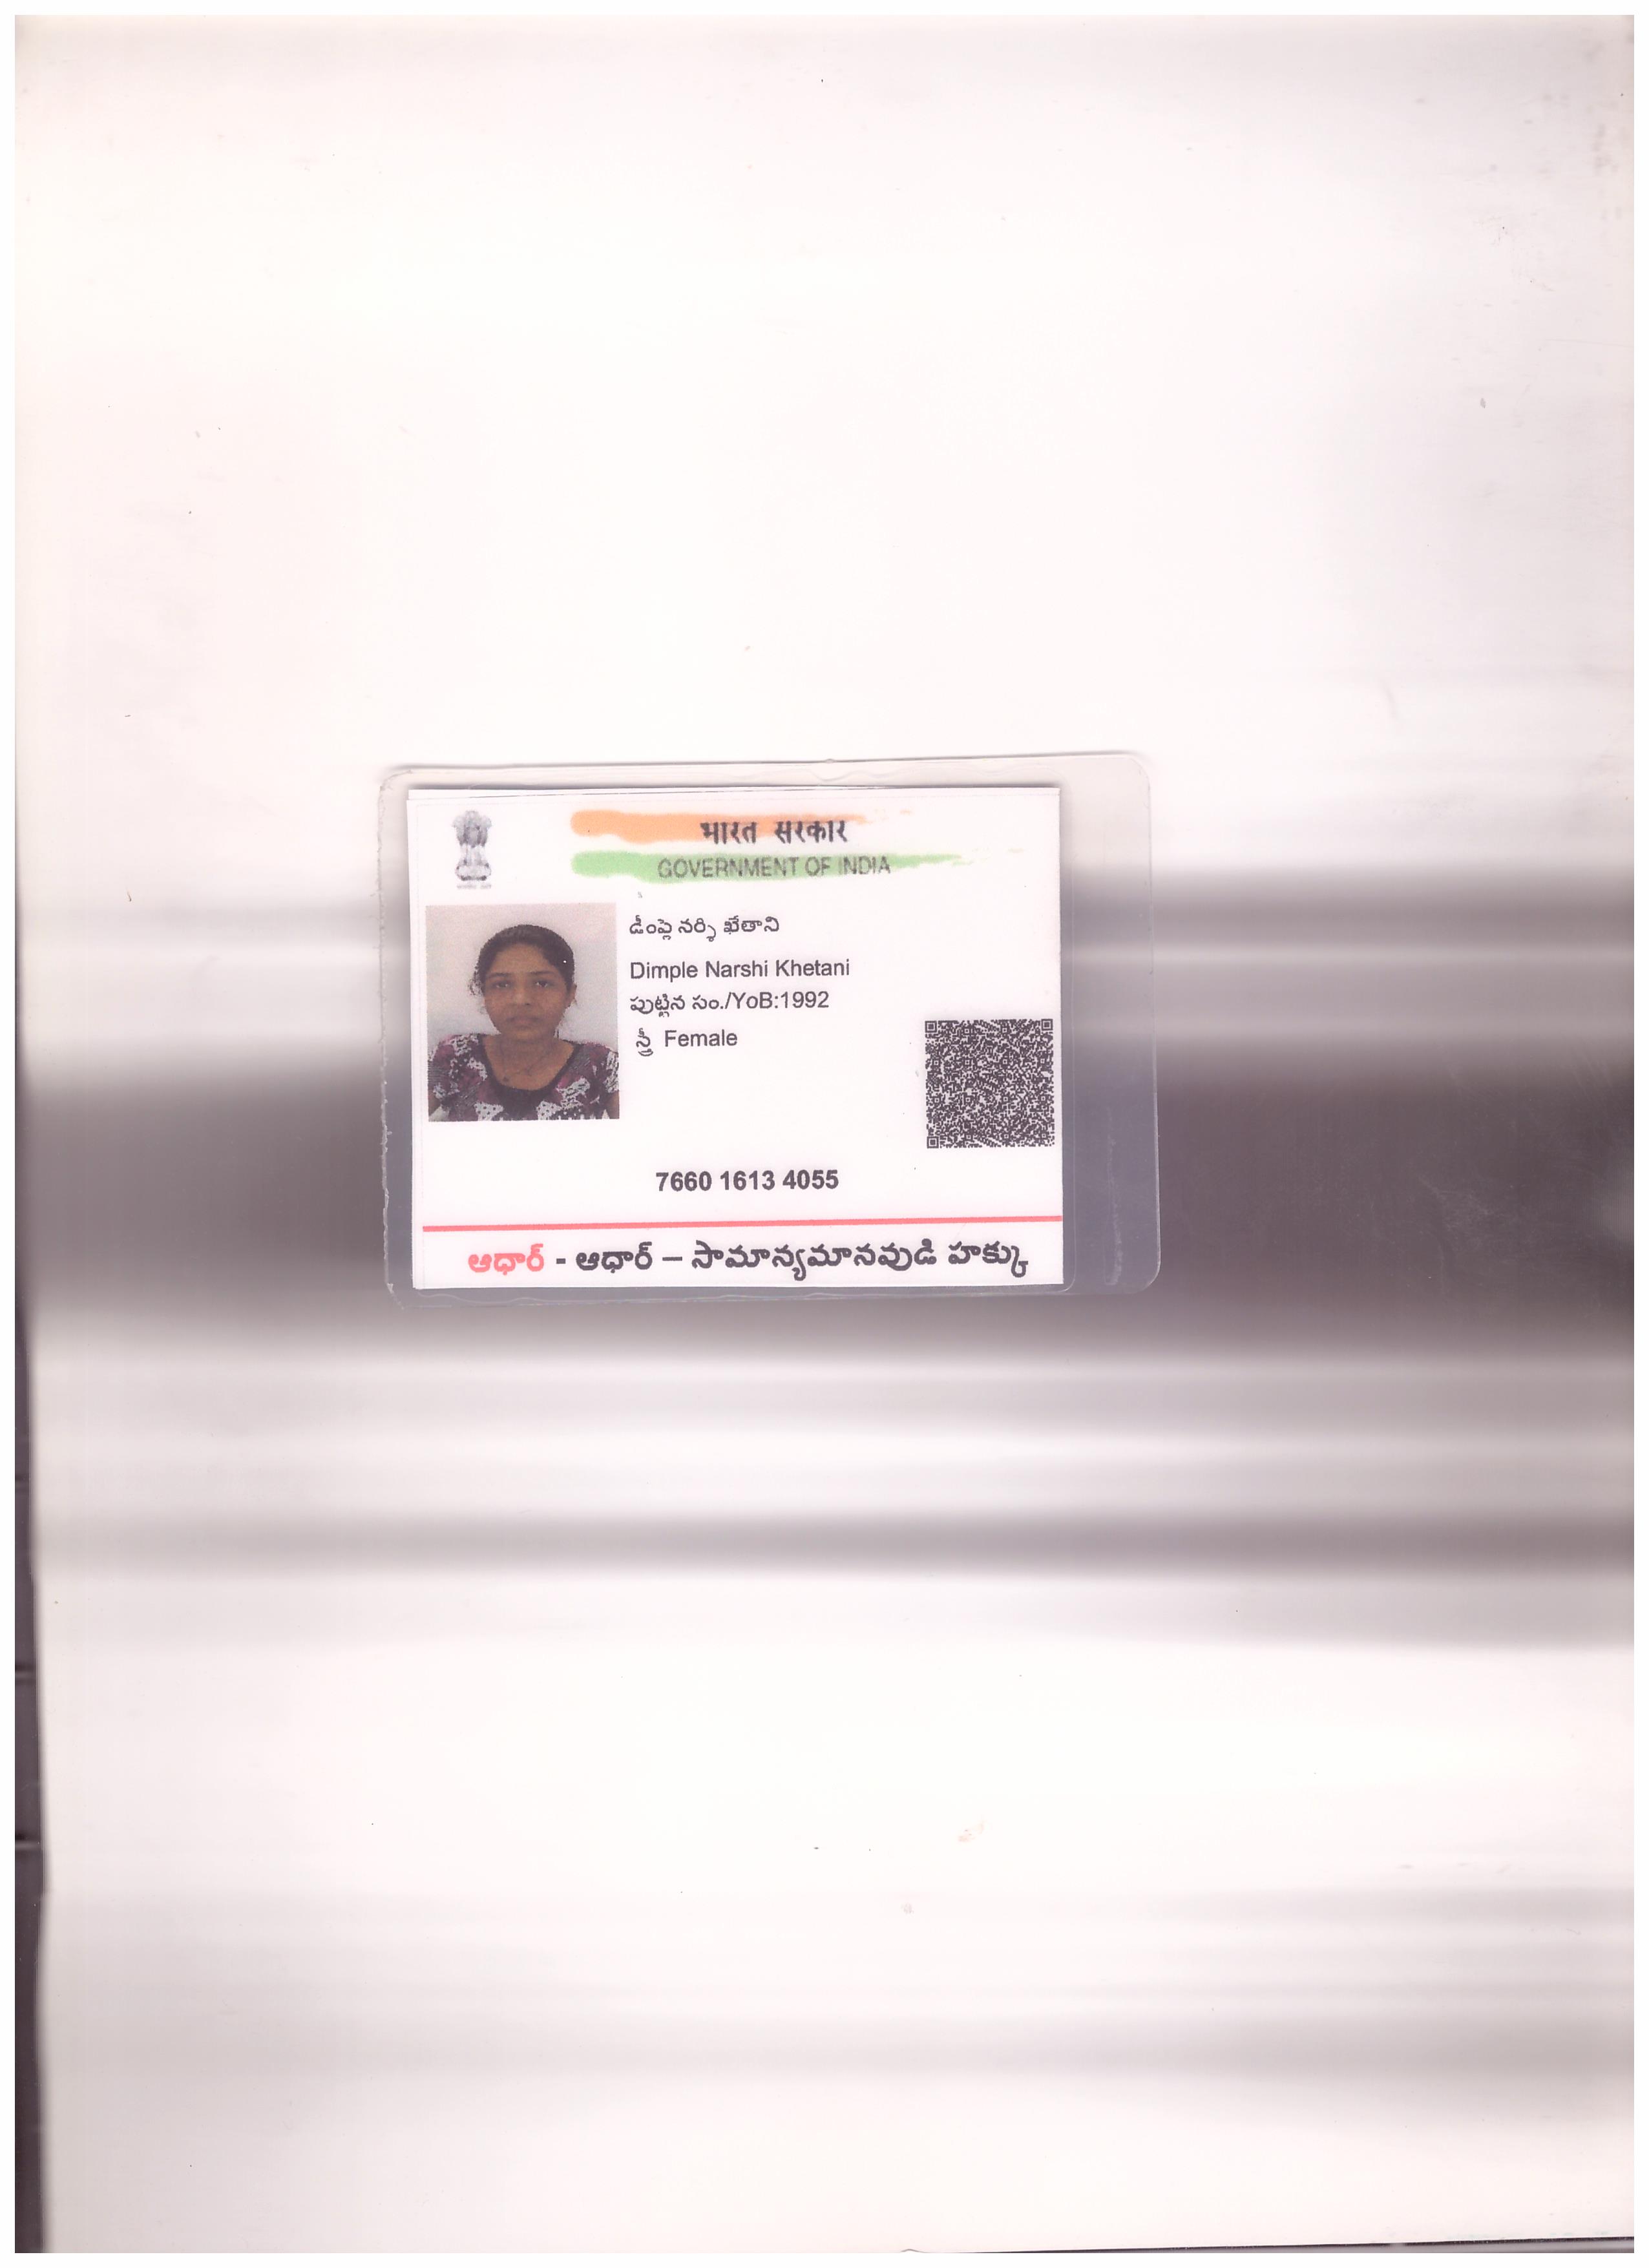 भारत सरकार
GOVERNMENT OF INDIA
డింప్లె నర్షి ఖేతాని
Dimple Narshi Khetani
పుట్టిన సం./YoB:1992
స్త్రీ Female
7660 1613 4055
ఆధార్ - ఆధార్ – సామాన్యమానవుడి హక్కు